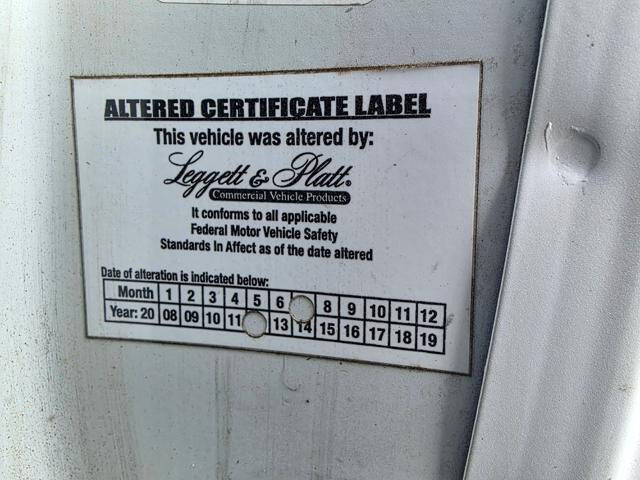 ALTERED CERTIFICATE LABEL
This vehicle was altered by:
Leggett & Platt®
Commercial Vehicle Products
It conforms to all applicable
Federal Motor Vehicle Safety
Standards In Affect as of the date altered
Date of alteration is indicated below:
Month 1 2 3 4 5 6 8 9 10 11 12
Year: 20 08 09 10 11 13 14 15 16 17 18 19